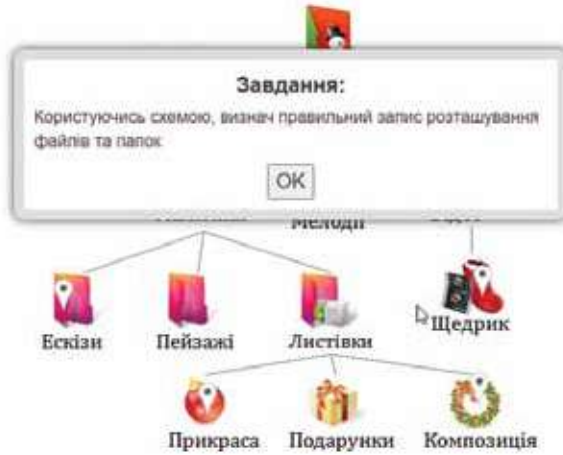 Завдання:
Користуючись схемою, визнач правильний запис розташування
файлів та папок
OK
Мелодії
Ескізи
Пейзажі
Листівки
Щедрик
Прикраса
Подарунки
Композиція